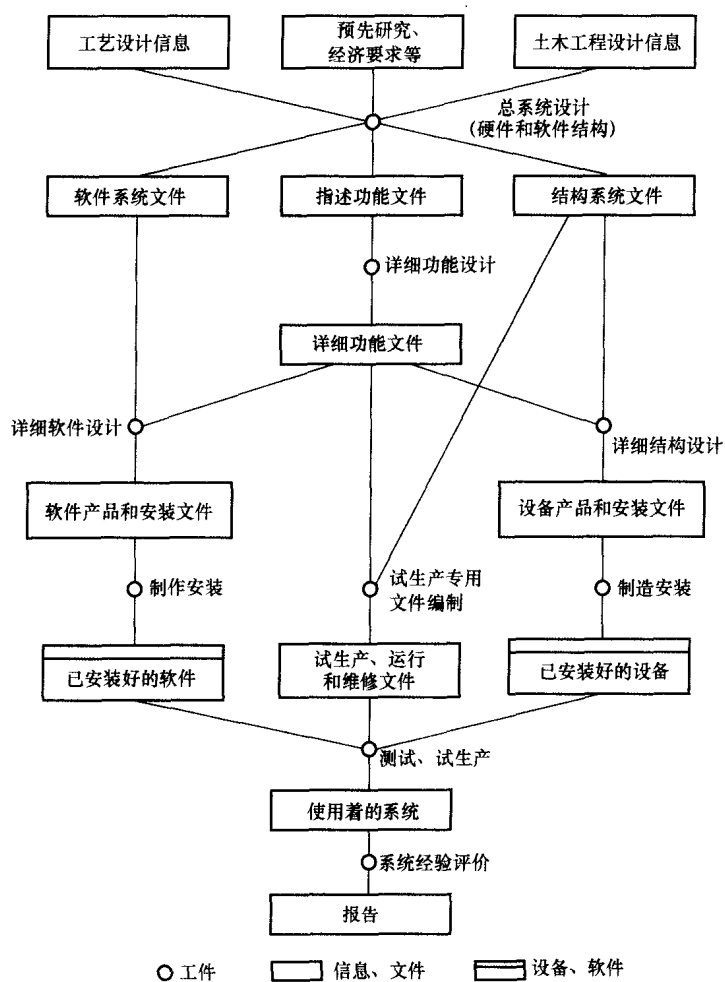 工艺设计信息
预先研究、
经济要求等
土木工程设计信息
总系统设计
(硬件和软件结构)
软件系统文件
指述功能文件
结构系统文件
详细功能设计
详细功能文件
详细软件设计
详细结构设计
软件产品和安装文件
设备产品和安装文件
制作安装
试生产专用
文件编制
制造安装
已安装好的软件
试生产、运行
和维修文件
已安装好的设备
测试、试生产
使用着的系统
系统经验评价
报告
工件
信息、文件
设备、软件